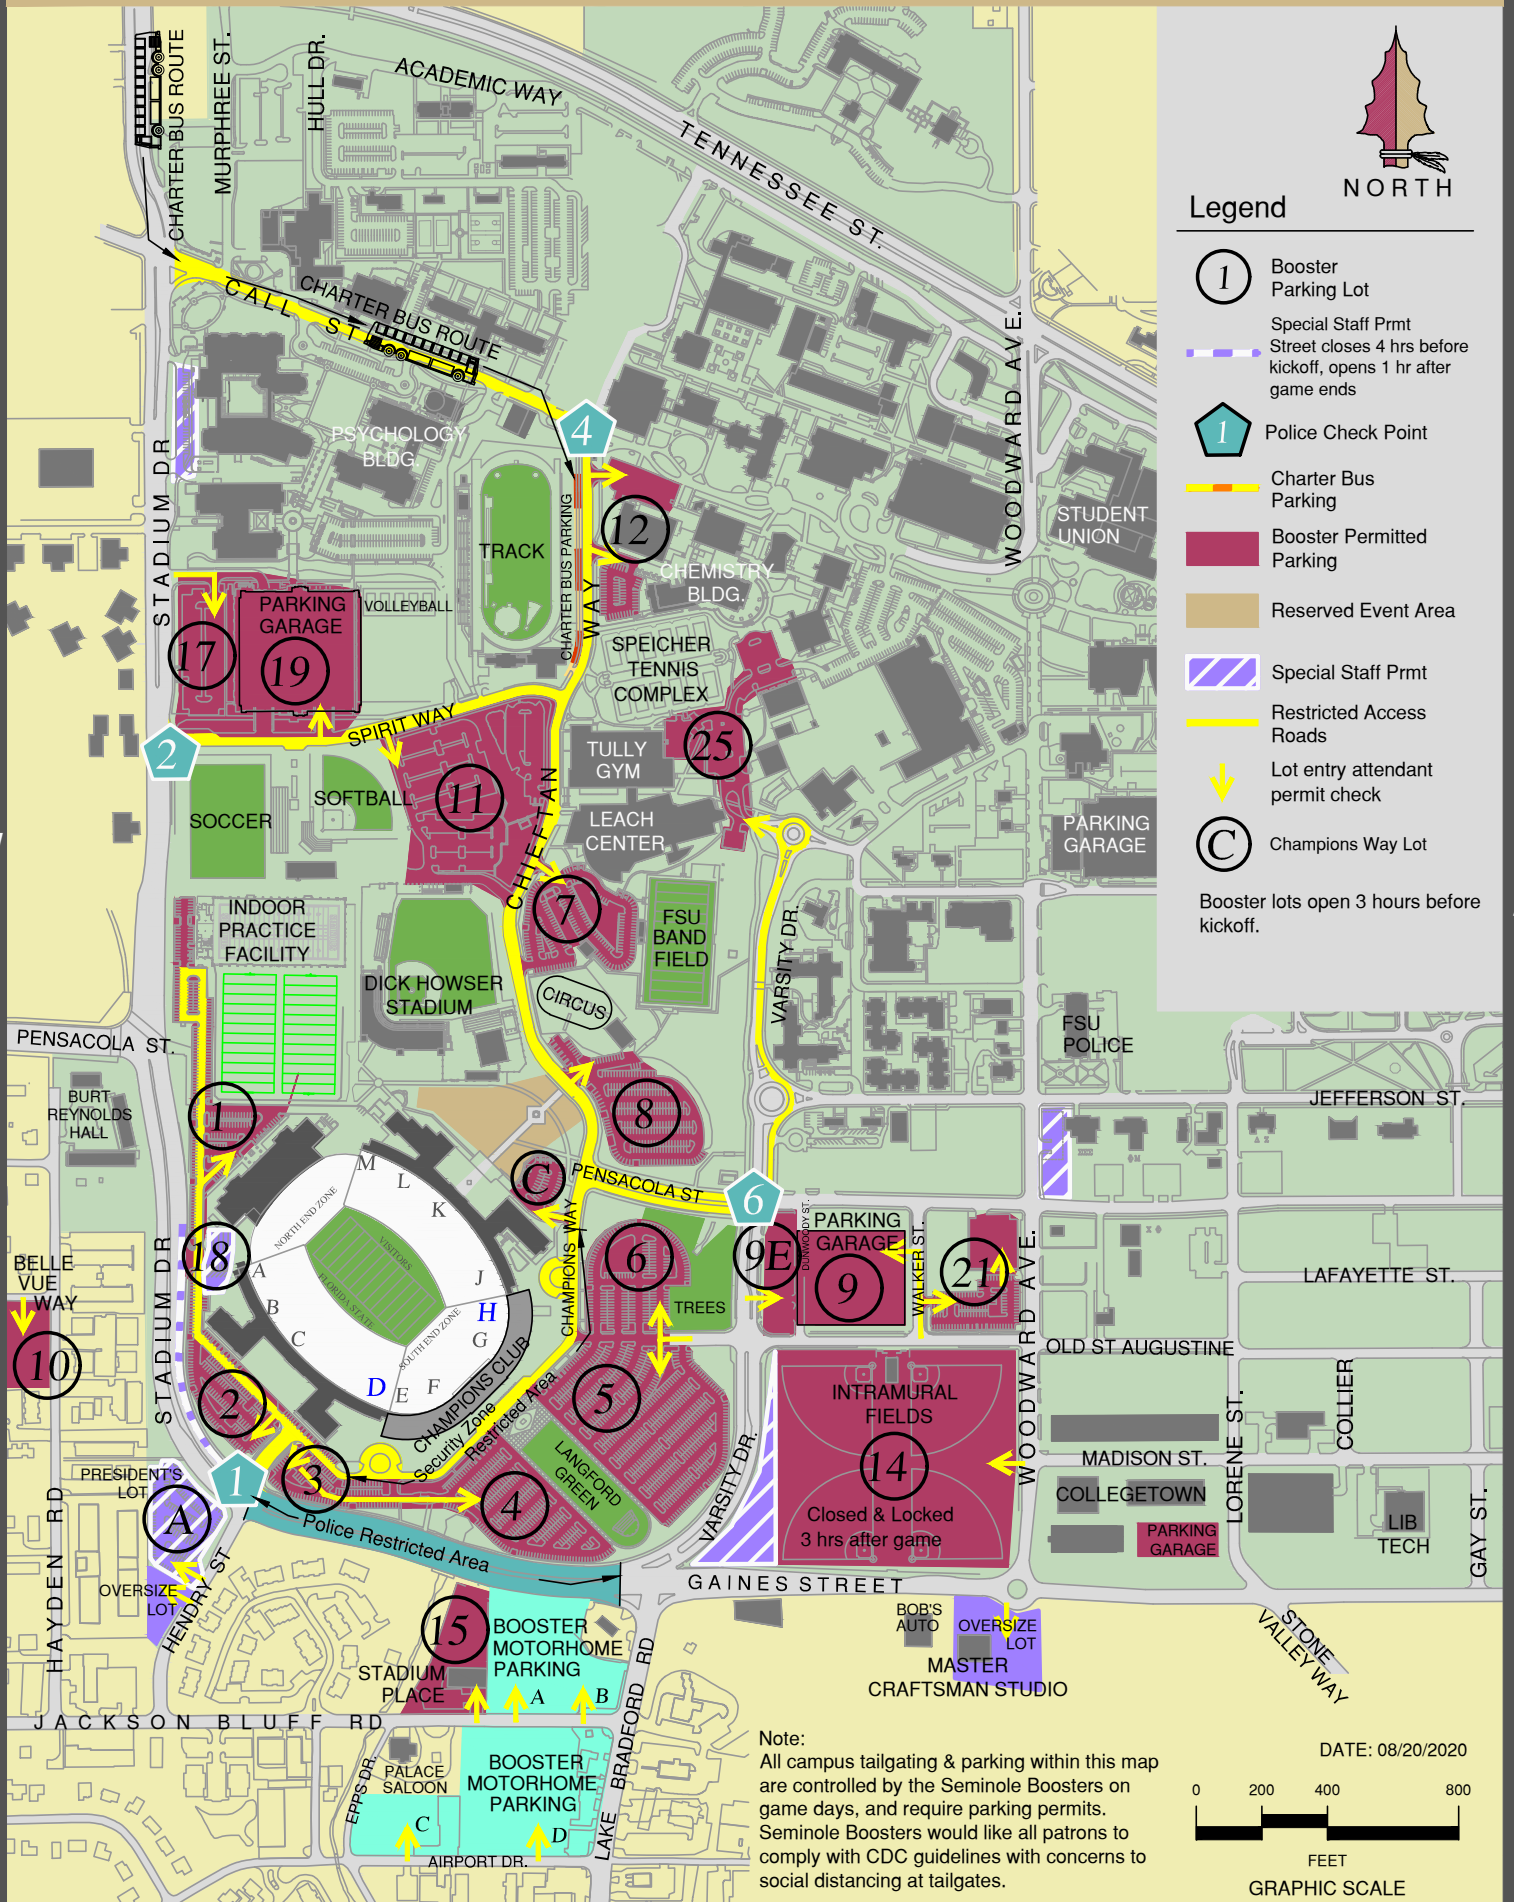 CHARTER BUS ROUTE
MURPHREE ST.
HULL DR.
ACADEMIC WAY
TENNESSEE ST.
CALL ST
CHARTER BUS ROUTE
WOODWARD AVE.
STADIUM DR
PSYCHOLOGY
BLDG.
4
STUDENT
UNION
12
TRACK
CHARTER BUS PARKING
CHEMISTRY
BLDG.
WAY
PARKING
GARAGE
VOLLEYBALL
17
19
SPEICHER
TENNIS
COMPLEX
SPIRIT WAY
2
25
TULLY
GYM
11
SOFTBALL
SOCCER
CHIEFTAN
LEACH
CENTER
PARKING
GARAGE
7
INDOOR
PRACTICE
FACILITY
FSU
BAND
FIELD
VARSITY DR.
DICK HOWSER
STADIUM
CIRCUS
PENSACOLA ST.
FSU
POLICE
BURT
REYNOLDS
HALL
1
8
JEFFERSON ST.
M
L
K
C
PENSACOLA ST
6
NORTH END ZONE
VISITORS
FLORIDA STATE
SOUTH END ZONE
CHAMPIONS WAY
DUNWOODY ST.
PARKING
GARAGE
WALKER ST.
18
A
B
C
J
H
G
F
E
D
6
9E
9
21
BELLE
VUE
WAY
TREES
LAFAYETTE ST.
10
STADIUM DR
WOODWARD AVE.
OLD ST AUGUSTINE
CHAMPIONS CLUB
Security Zone
Restricted Area
2
5
INTRAMURAL
FIELDS
14
Closed & Locked
3 hrs after game
COLLIER
LORENE ST.
MADISON ST.
PRESIDENT'S
LOT
1
3
4
LANGFORD
GREEN
VARSITY DR.
COLLEGETOWN
A
PARKING
GARAGE
LIB
TECH
GAY ST.
Police Restricted Area
HAYDEN RD
OVERSIZE
LOT
HENDRY ST
GAINES STREET
15
BOOSTER
MOTORHOME
PARKING
A
B
STADIUM
PLACE
BOB'S
AUTO
OVERSIZE
LOT
MASTER
CRAFTSMAN STUDIO
STONE
VALLEY WAY
JACKSON BLUFF RD
LAKE BRADFORD RD
EPPS DR.
PALACE
SALOON
BOOSTER
MOTORHOME
PARKING
C
D
AIRPORT DR.
NORTH
Legend
1
Booster
Parking Lot
Special Staff Prmt
Street closes 4 hrs before
kickoff, opens 1 hr after
game ends
1
Police Check Point
Charter Bus
Parking
Booster Permitted
Parking
Reserved Event Area
Special Staff Prmt
Restricted Access
Roads
Lot entry attendant
permit check
C
Champions Way Lot
Booster lots open 3 hours before
kickoff.
Note:
All campus tailgating & parking within this map
are controlled by the Seminole Boosters on
game days, and require parking permits.
Seminole Boosters would like all patrons to
comply with CDC guidelines with concerns to
social distancing at tailgates.
DATE: 08/20/2020
0 200 400 800
FEET
GRAPHIC SCALE